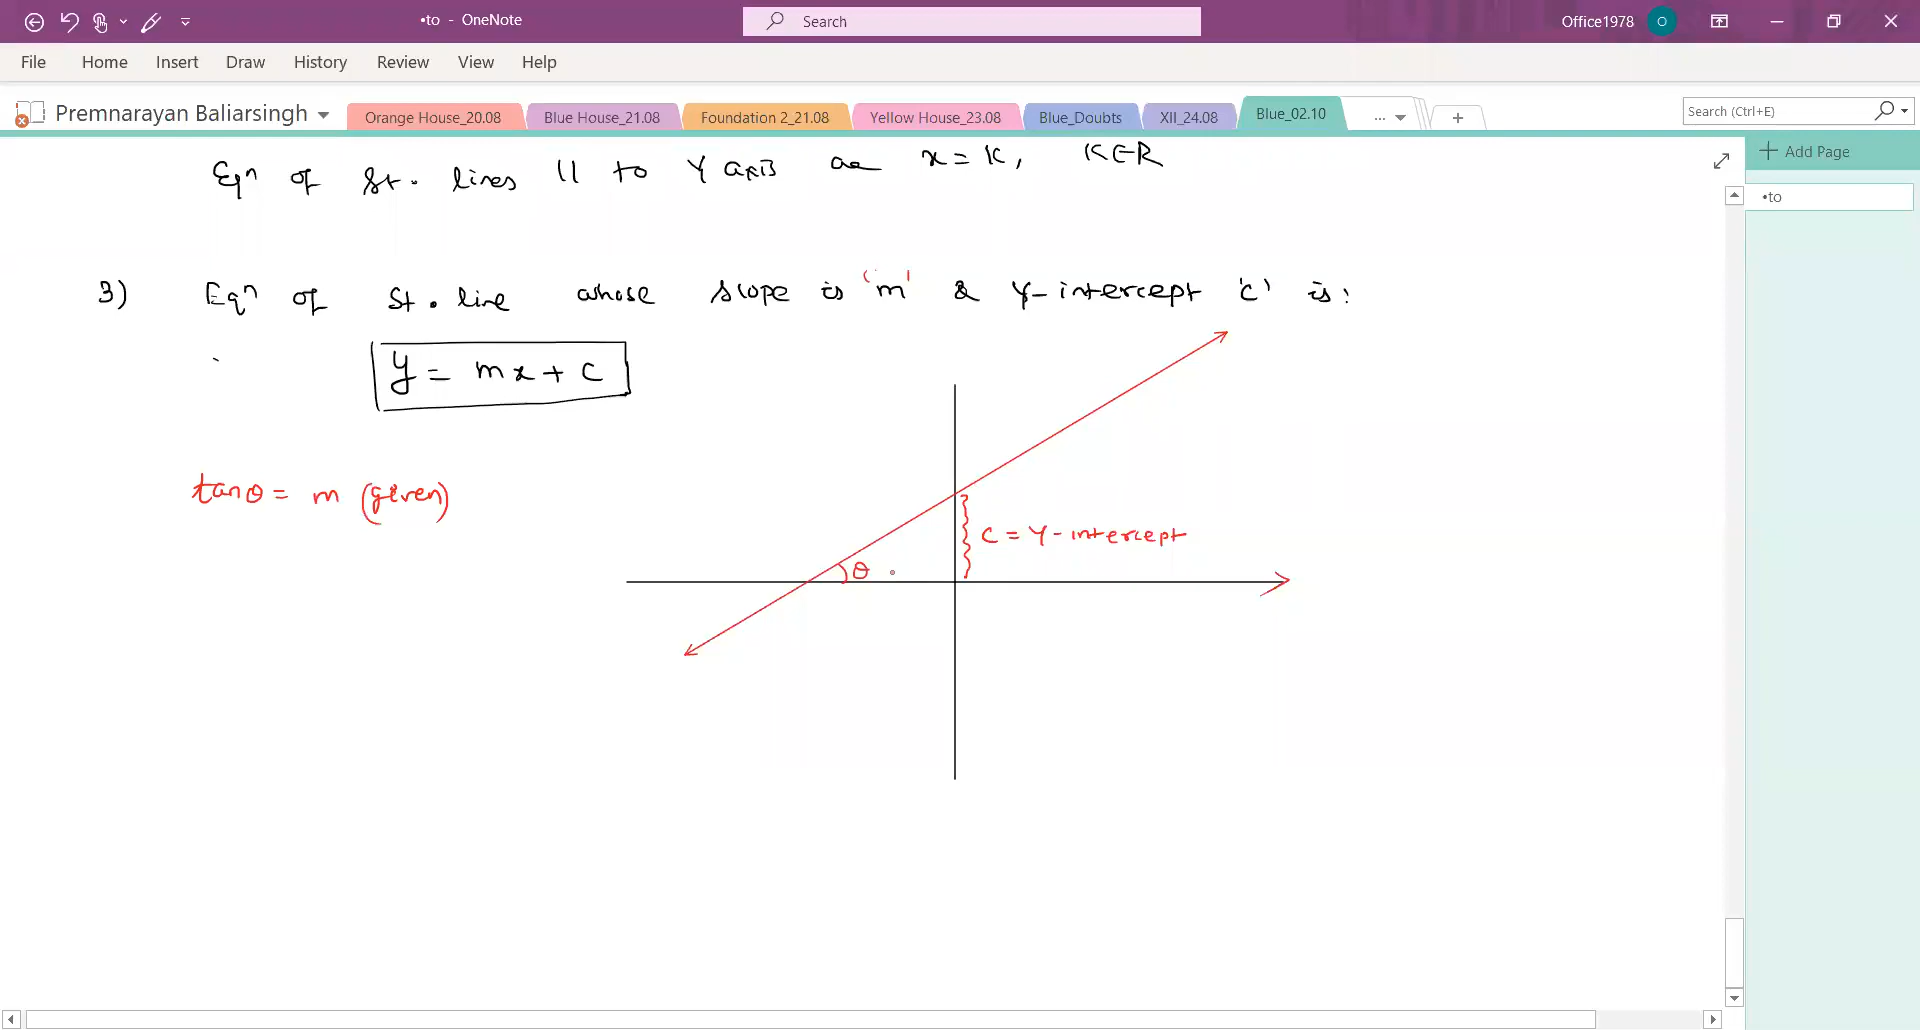 •to - OneNote
Search
Office1978
O
File Home Insert Draw History Review View Help
Premnarayan Baliarsingh
Orange House_20.08
Blue House_21.08
Foundation 2_21.08
Yellow House_23.08
Blue_Doubts
XII_24.08
Blue_02.10
...
Search (Ctrl+E)
Add Page
•to
Eqn of st. lines || to Y axis are x = K, K∈R
3) Eqn of st. line whose slope is 'm' & Y-intercept 'c' is:
y = mx + c
tanθ = m (given)
C = Y-intercept
θ